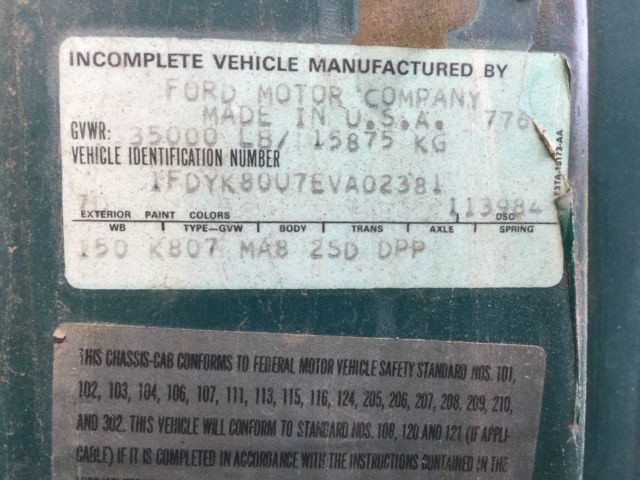 INCOMPLETE VEHICLE MANUFACTURED BY
FORD MOTOR COMPANY
MADE IN U.S.A. 776
GVWR: 35000 LB/ 15875 KG
VEHICLE IDENTIFICATION NUMBER
1FDYK80U7EVA02381
7L 113984
EXTERIOR PAINT COLORS DSO
WB TYPE-GVW BODY TRANS AXLE SPRING
150 K807 MA8 25D DPP
THIS CHASSIS-CAB CONFORMS TO FEDERAL MOTOR VEHICLE SAFETY STANDARD NOS. 101,
102, 103, 104, 106, 107, 111, 113, 115, 116, 124, 205, 206, 207, 208, 209, 210,
AND 302. THIS VEHICLE WILL CONFORM TO STANDARD NOS. 108, 120 AND 121 (IF APPLI-
CABLE) IF IT IS COMPLETED IN ACCORDANCE WITH THE INSTRUCTIONS CONTAINED IN THE